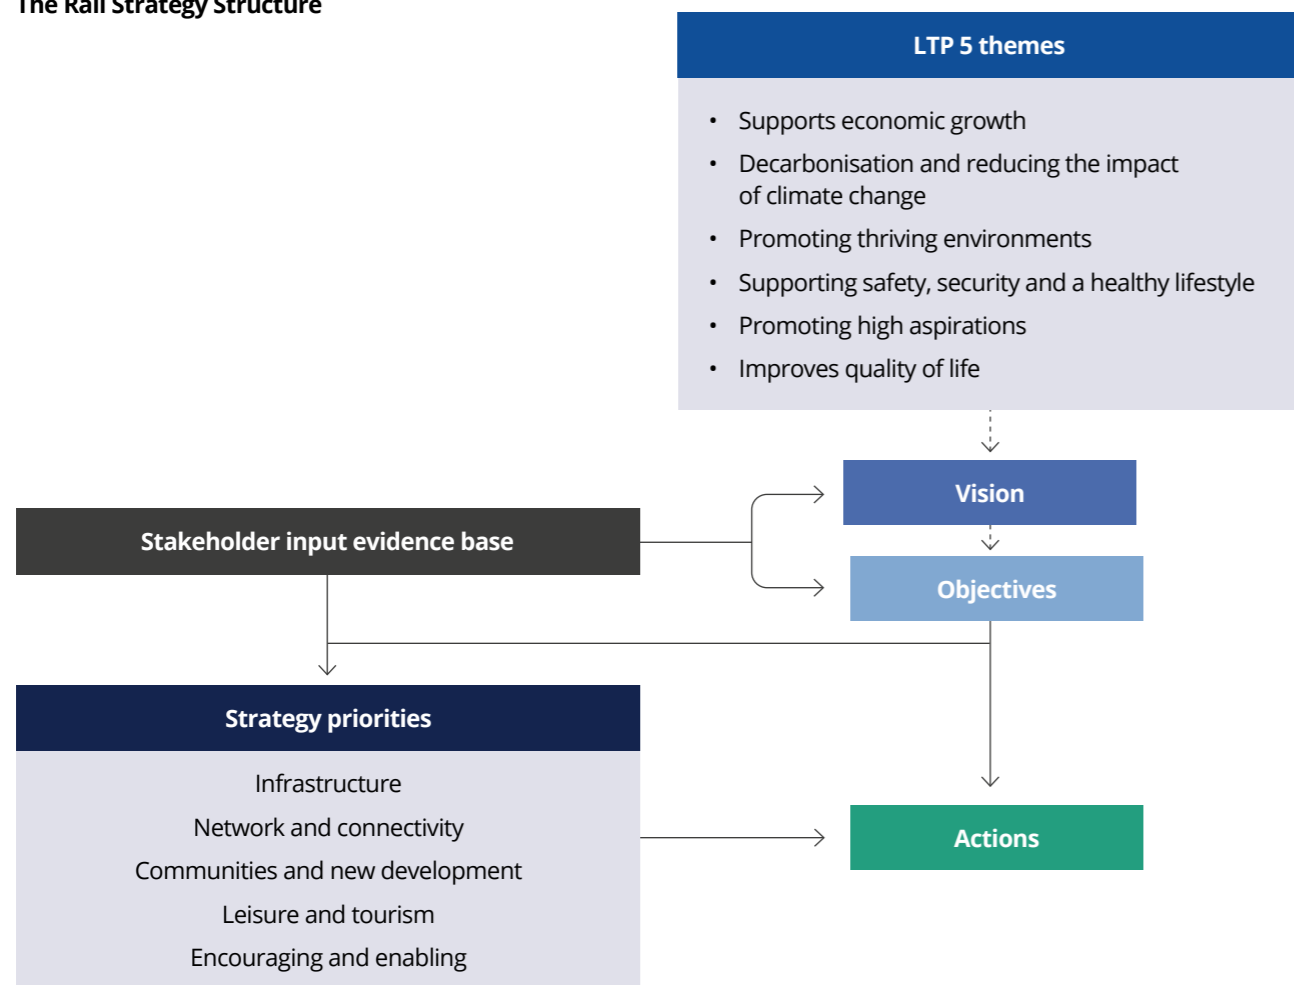 The Rail Strategy Structure
LTP 5 themes
• Supports economic growth
• Decarbonisation and reducing the impact
of climate change
• Promoting thriving environments
• Supporting safety, security and a healthy lifestyle
• Promoting high aspirations
• Improves quality of life
Vision
Stakeholder input evidence base
Objectives
Strategy priorities
Infrastructure
Network and connectivity
Communities and new development
Leisure and tourism
Encouraging and enabling
Actions